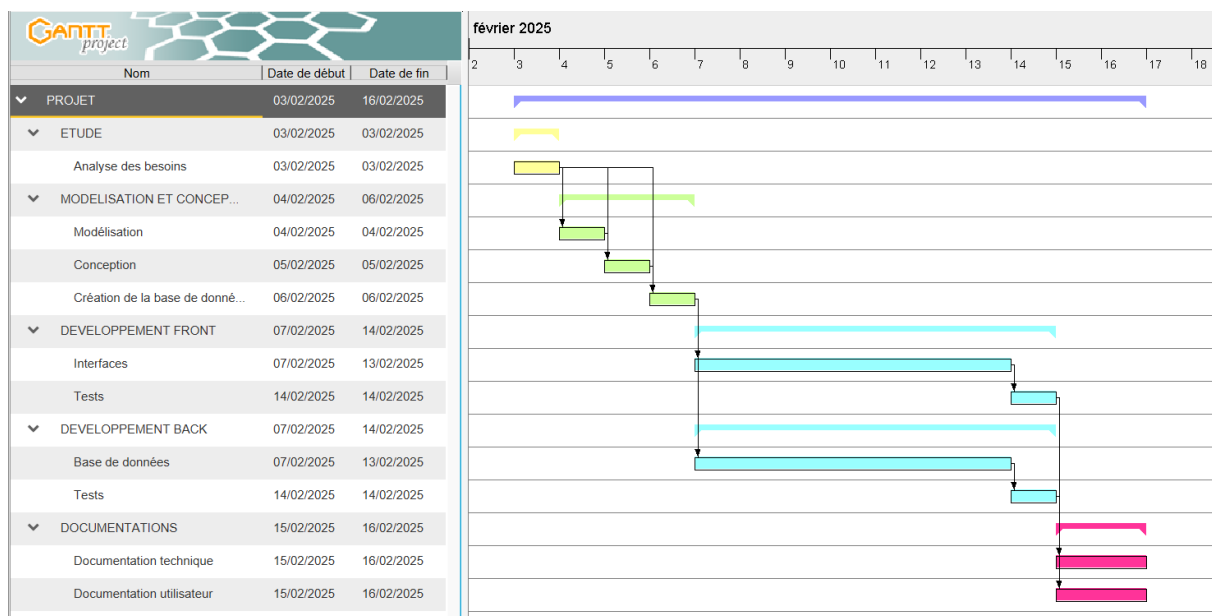 GANTT
project
février 2025
2 3 4 5 6 7 8 9 10 11 12 13 14 15 16 17 18
Nom Date de début Date de fin
PROJET 03/02/2025 16/02/2025
ETUDE 03/02/2025 03/02/2025
Analyse des besoins 03/02/2025 03/02/2025
MODELISATION ET CONCEP... 04/02/2025 06/02/2025
Modélisation 04/02/2025 04/02/2025
Conception 05/02/2025 05/02/2025
Création de la base de donné... 06/02/2025 06/02/2025
DEVELOPPEMENT FRONT 07/02/2025 14/02/2025
Interfaces 07/02/2025 13/02/2025
Tests 14/02/2025 14/02/2025
DEVELOPPEMENT BACK 07/02/2025 14/02/2025
Base de données 07/02/2025 13/02/2025
Tests 14/02/2025 14/02/2025
DOCUMENTATIONS 15/02/2025 16/02/2025
Documentation technique 15/02/2025 16/02/2025
Documentation utilisateur 15/02/2025 16/02/2025